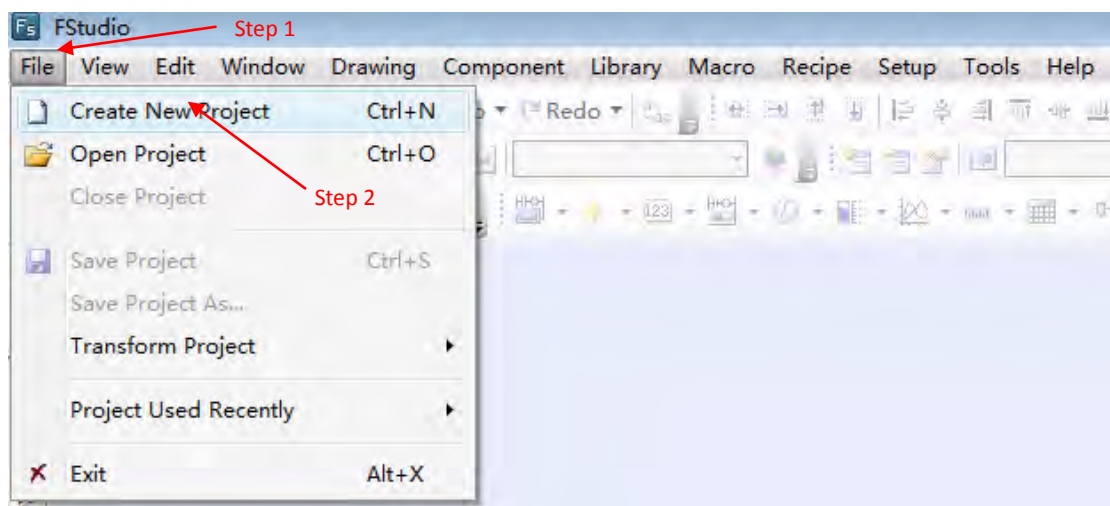 Fs FStudio Step 1
File View Edit Window Drawing Component Library Macro Recipe Setup Tools Help
Create New Project Ctrl+N Redo
Open Project Ctrl+O
Close Project Step 2
123
Save Project Ctrl+S
Save Project As...
Transform Project
Project Used Recently
Exit Alt+X